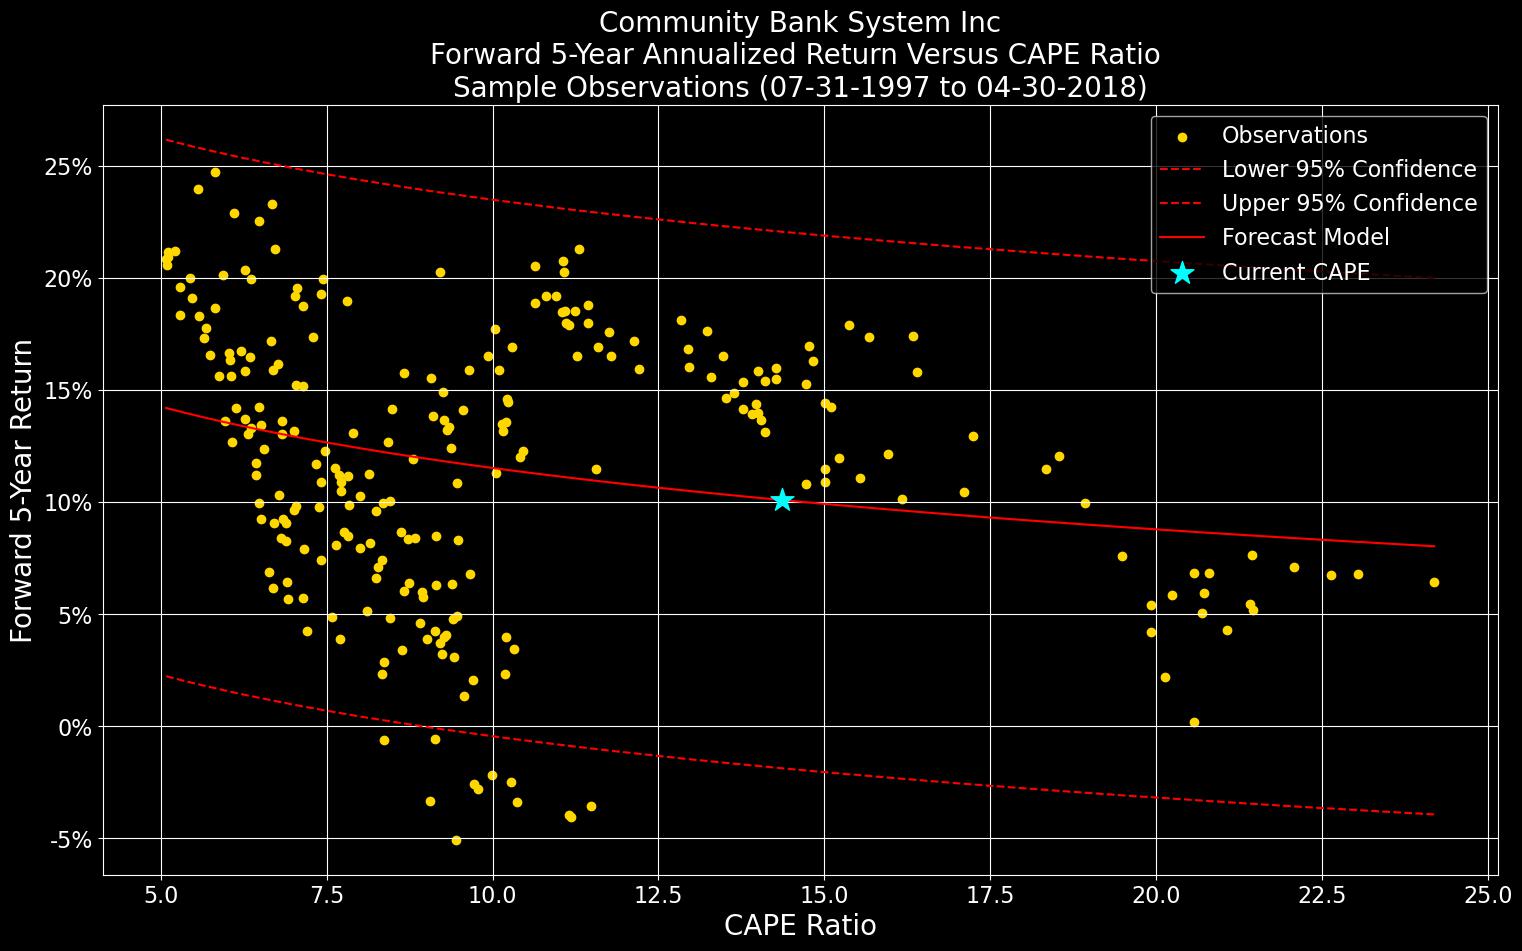 Community Bank System Inc
Forward 5-Year Annualized Return Versus CAPE Ratio
Sample Observations (07-31-1997 to 04-30-2018)
Observations
Lower 95% Confidence
Upper 95% Confidence
Forecast Model
Current CAPE
Forward 5-Year Return
25%
20%
15%
10%
5%
0%
-5%
5.0 7.5 10.0 12.5 15.0 17.5 20.0 22.5 25.0
CAPE Ratio